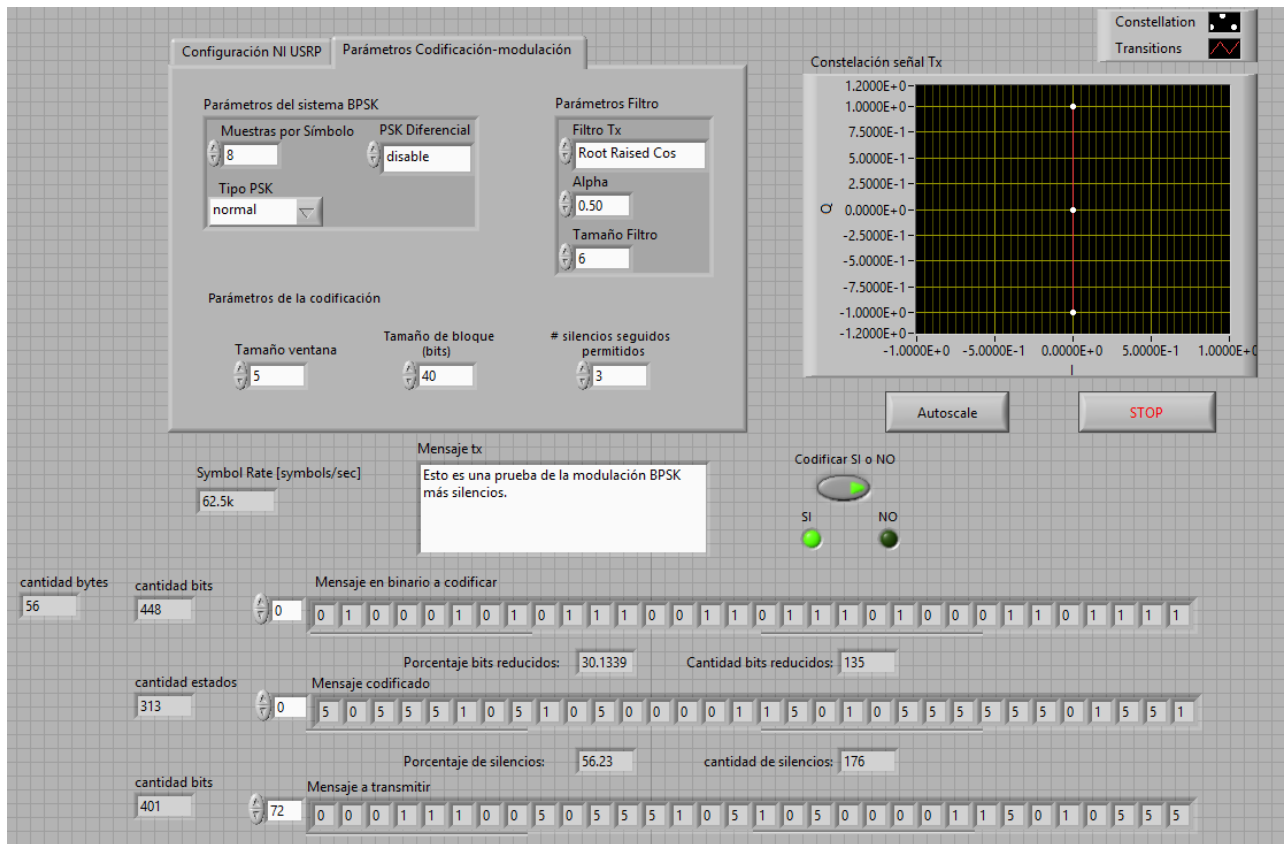 Configuración NI USRP
Parámetros Codificación-modulación
Parámetros del sistema BPSK
Muestras por Símbolo
8
PSK Diferencial
disable
Tipo PSK
normal
Parámetros Filtro
Filtro Tx
Root Raised Cos
Alpha
0.50
Tamaño Filtro
6
Parámetros de la codificación
Tamaño ventana
5
Tamaño de bloque
(bits)
40
# silencios seguidos
permitidos
3
Constellation
Transitions
Constelación señal Tx
1.2000E+0
1.0000E+0
7.5000E-1
5.0000E-1
2.5000E-1
0.0000E+0
-2.5000E-1
-5.0000E-1
-7.5000E-1
-1.0000E+0
-1.2000E+0
Q
-1.0000E+0 -5.0000E-1 0.0000E+0 5.0000E-1 1.0000E+0
I
Autoscale
STOP
Symbol Rate [symbols/sec]
62.5k
Mensaje tx
Esto es una prueba de la modulación BPSK
más silencios.
Codificar SI o NO
SI NO
cantidad bytes
56
cantidad bits
448
Mensaje en binario a codificar
0
0 1 0 0 0 1 0 1 0 1 1 1 0 0 1 1 0 1 1 1 0 1 0 0 0 1 1 0 1 1 1 1
Porcentaje bits reducidos: 30.1339
Cantidad bits reducidos: 135
cantidad estados
313
Mensaje codificado
0
5 0 5 5 5 1 0 5 1 0 5 0 0 0 0 1 1 5 0 1 0 5 5 5 5 5 5 0 1 5 5 1
Porcentaje de silencios: 56.23
cantidad de silencios: 176
cantidad bits
401
Mensaje a transmitir
72
0 0 0 1 1 1 0 0 5 0 5 5 5 1 0 5 1 0 5 0 0 0 0 1 1 5 0 1 0 5 5 5